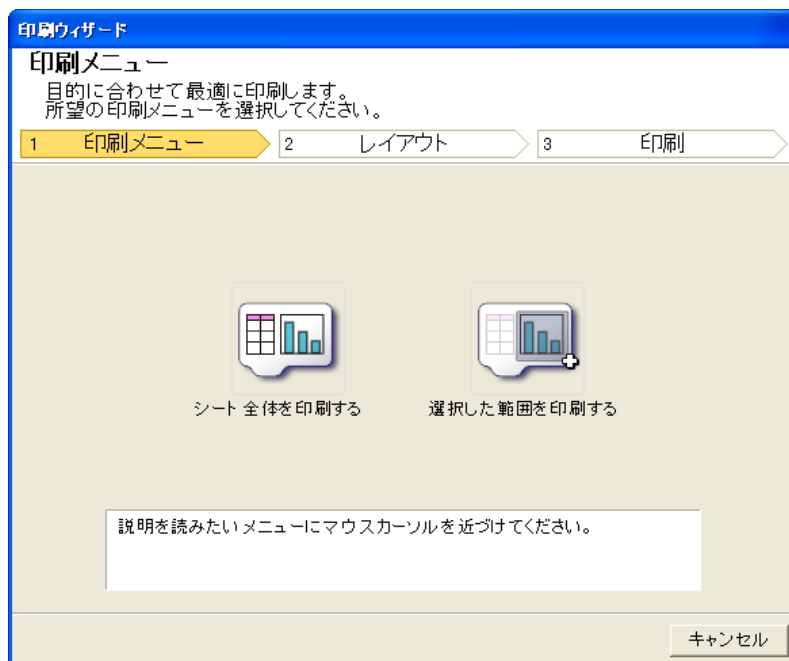 印刷ウィザード
印刷メニュー
目的に合わせて最適に印刷します。
所望の印刷メニューを選択してください。
1 印刷メニュー 2 レイアウト 3 印刷
シート全体を印刷する 選択した範囲を印刷する
説明を読みたいメニューにマウスカーソルを近づけてください。
キャンセル